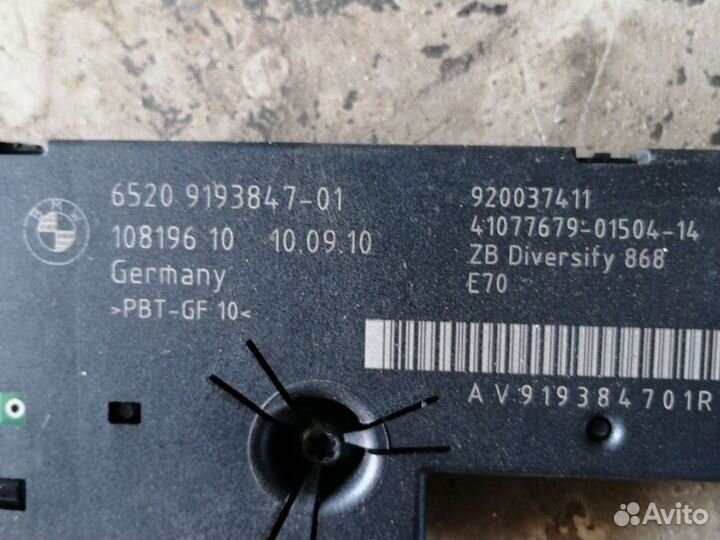 BMW
6520 9193847-01
108196 10 10.09.10
Germany
>PBT-GF 10<
920037411
41077679-01504-14
ZB Diversity 868
E70
AV919384701R
Avito